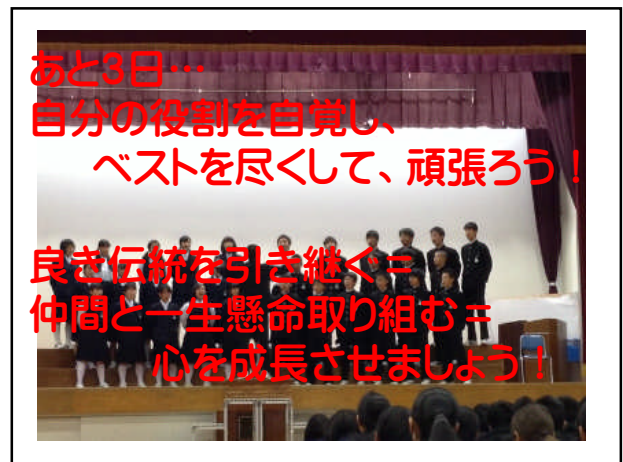 あと3日…
自分の役割を自覚し、
ベストを尽くして、頑張ろう！
良き伝統を引き継ぐ＝
仲間と一生懸命取り組む＝
心を成長させましょう！